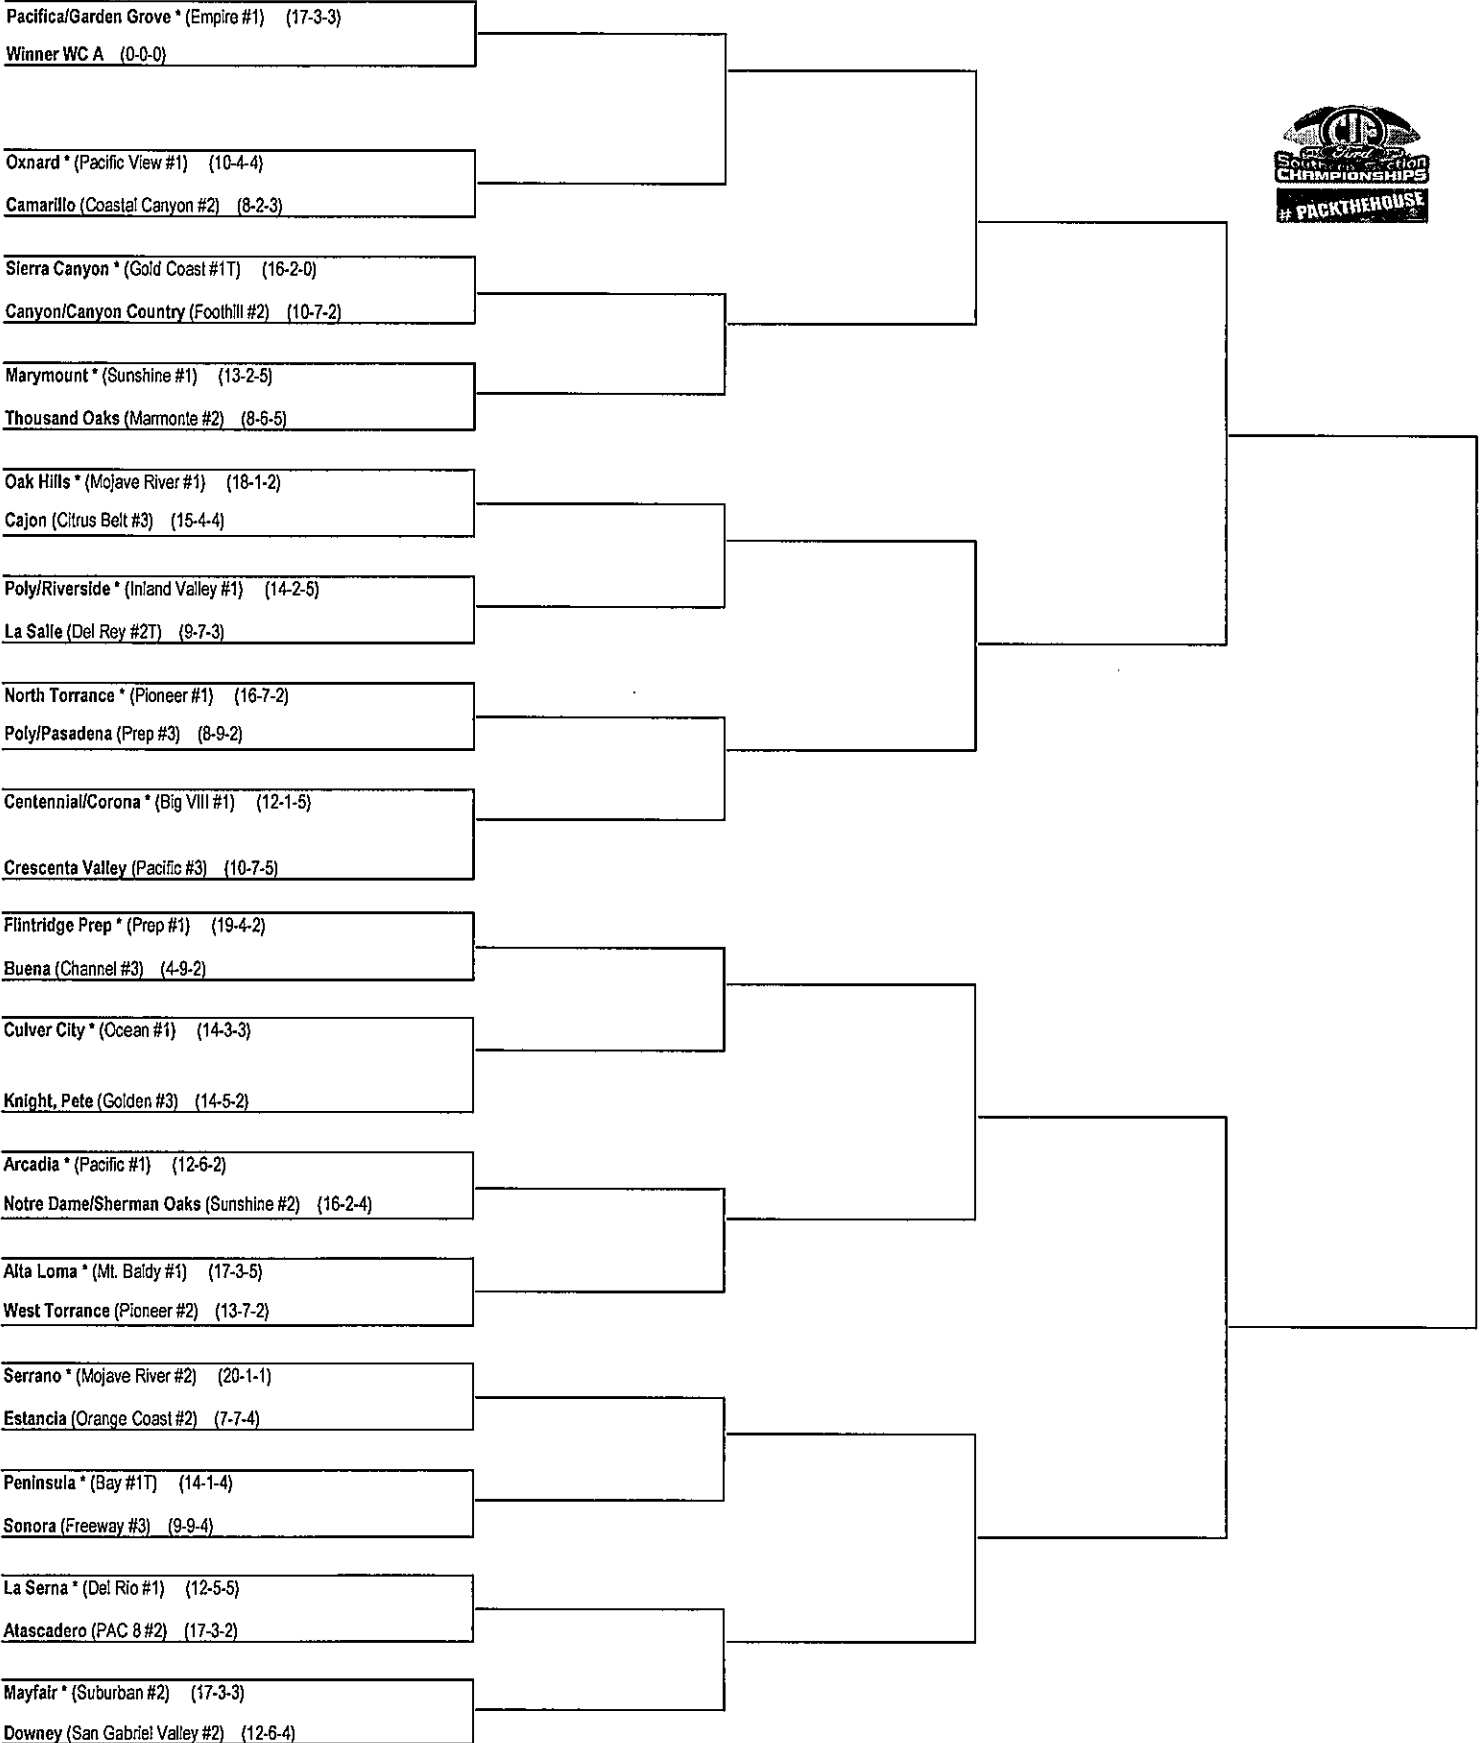 Pacifica/Garden Grove * (Empire #1) (17-3-3)
Winner WC A (0-0-0)
Oxnard * (Pacific View #1) (10-4-4)
Camarillo (Coastal Canyon #2) (8-2-3)
Sierra Canyon * (Gold Coast #1T) (16-2-0)
Canyon/Canyon Country (Foothill #2) (10-7-2)
Marymount * (Sunshine #1) (13-2-5)
Thousand Oaks (Marmonte #2) (8-6-5)
Oak Hills * (Mojave River #1) (18-1-2)
Cajon (Citrus Belt #3) (15-4-4)
Poly/Riverside * (Inland Valley #1) (14-2-5)
La Salle (Del Rey #2T) (9-7-3)
North Torrance * (Pioneer #1) (16-7-2)
Poly/Pasadena (Prep #3) (8-9-2)
Centennial/Corona * (Big VIII #1) (12-1-5)
Crescenta Valley (Pacific #3) (10-7-5)
Flintridge Prep * (Prep #1) (19-4-2)
Buena (Channel #3) (4-9-2)
Culver City * (Ocean #1) (14-3-3)
Knight, Pete (Golden #3) (14-5-2)
Arcadia * (Pacific #1) (12-6-2)
Notre Dame/Sherman Oaks (Sunshine #2) (16-2-4)
Alta Loma * (Mt. Baldy #1) (17-3-5)
West Torrance (Pioneer #2) (13-7-2)
Serrano * (Mojave River #2) (20-1-1)
Estancia (Orange Coast #2) (7-7-4)
Peninsula * (Bay #1T) (14-1-4)
Sonora (Freeway #3) (9-9-4)
La Serna * (Del Rio #1) (12-5-5)
Atascadero (PAC 8 #2) (17-3-2)
Mayfair * (Suburban #2) (17-3-3)
Downey (San Gabriel Valley #2) (12-6-4)
CIF
Ford
Southern Section
CHAMPIONSHIPS
# PACKTHEHOUSE